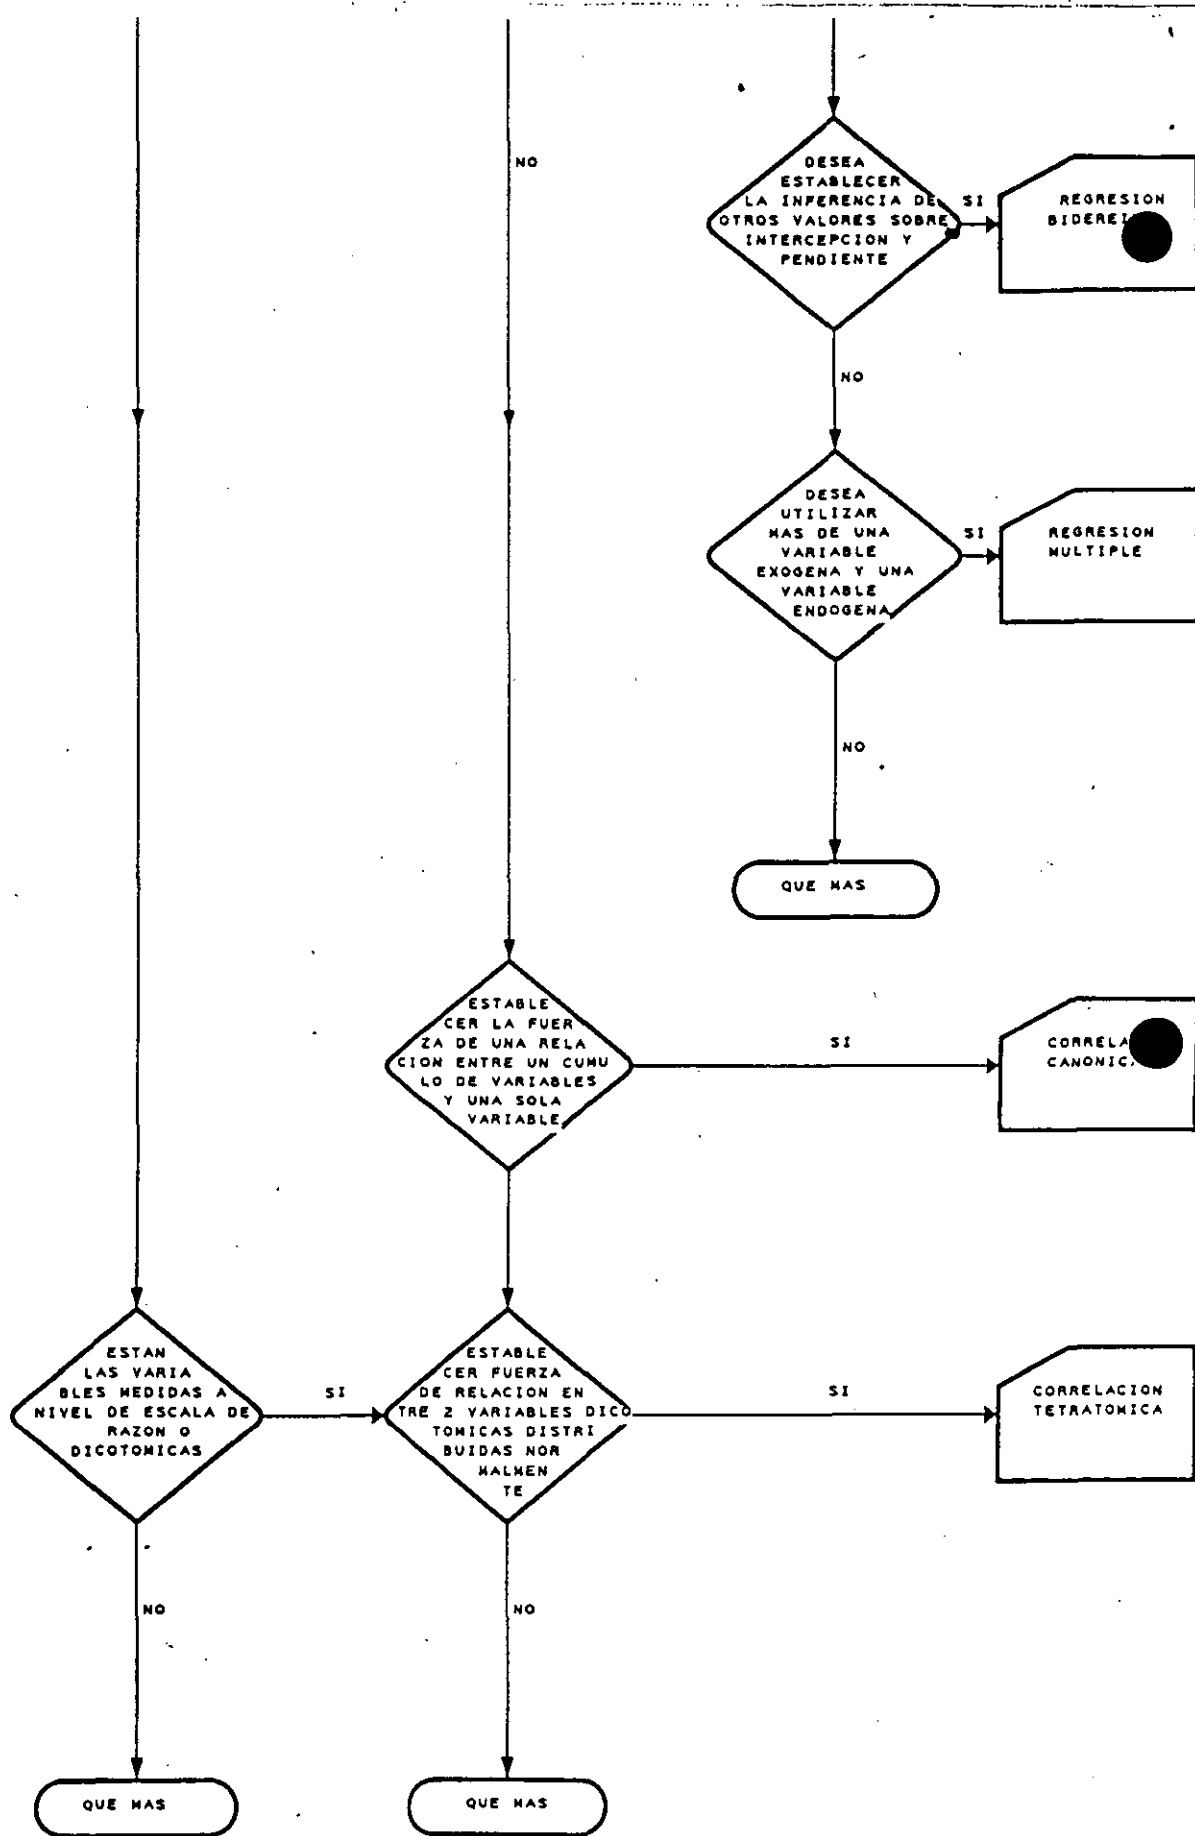 NO
DESEA
ESTABLECER
LA INFERENCIA DE
OTROS VALORES SOBRE
INTERCEPCION Y
PENDIENTE
SI
REGRESION
NO
DESEA
UTILIZAR
MAS DE UNA
VARIABLE
EXOGENA Y UNA
VARIABLE
ENDOGENA
SI
REGRESION
MULTIPLE
NO
QUE MAS
ESTABLE
CER LA FUER
ZA DE UNA RELA
CION ENTRE UN CUMU
LO DE VARIABLES
Y UNA SOLA
VARIABLE
SI
ESTAN
LAS VARIA
BLES MEDIDAS A
NIVEL DE ESCALA DE
RAZON O
DICOTOMICAS
SI
ESTABLE
CER FUERZA
DE RELACION EN
TRE 2 VARIABLES DICO
TOMICAS DISTRI
BUIDAS NOR
MALMEN
TE
SI
CORRELACION
TETRATOMICA
NO
NO
QUE MAS
QUE MAS